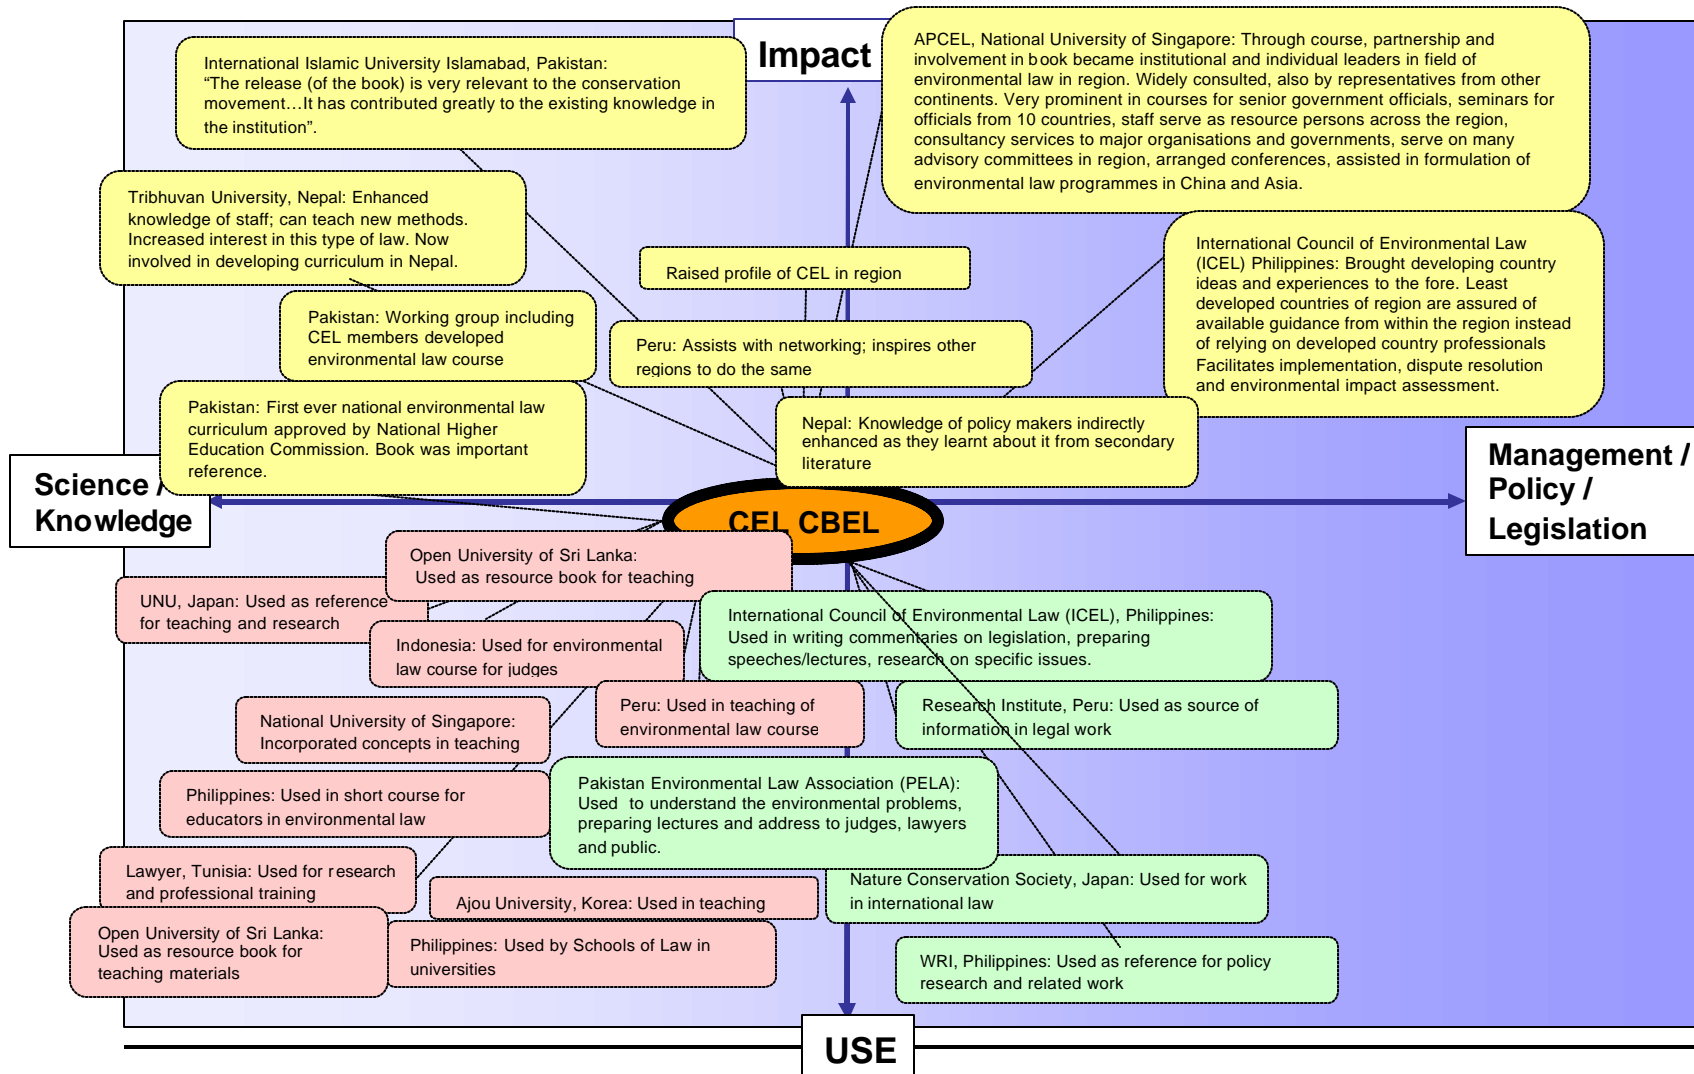 Impact
International Islamic University Islamabad, Pakistan:
“The release (of the book) is very relevant to the conservation
movement…It has contributed greatly to the existing knowledge in
the institution”.
APCEL, National University of Singapore: Through course, partnership and
involvement in book became institutional and individual leaders in field of
environmental law in region. Widely consulted, also by representatives from other
continents. Very prominent in courses for senior government officials, seminars for
officials from 10 countries, staff serve as resource persons across the region,
consultancy services to major organisations and governments, serve on many
advisory committees in region, arranged conferences, assisted in formulation of
environmental law programmes in China and Asia.
Tribhuvan University, Nepal: Enhanced
knowledge of staff; can teach new methods.
Increased interest in this type of law. Now
involved in developing curriculum in Nepal.
Raised profile of CEL in region
International Council of Environmental Law
(ICEL) Philippines: Brought developing country
ideas and experiences to the fore. Least
developed countries of region are assured of
available guidance from within the region instead
of relying on developed country professionals
Facilitates implementation, dispute resolution
and environmental impact assessment.
Pakistan: Working group including
CEL members developed
environmental law course
Peru: Assists with networking; inspires other
regions to do the same
Pakistan: First ever national environmental law
curriculum approved by National Higher
Education Commission. Book was important
reference.
Nepal: Knowledge of policy makers indirectly
enhanced as they learnt about it from secondary
literature
Science /
Knowledge
CEL CBEL
Management /
Policy /
Legislation
Open University of Sri Lanka:
Used as resource book for teaching
UNU, Japan: Used as reference
for teaching and research
International Council of Environmental Law (ICEL), Philippines:
Used in writing commentaries on legislation, preparing
speeches/lectures, research on specific issues.
Indonesia: Used for environmental
law course for judges
Peru: Used in teaching of
environmental law course
Research Institute, Peru: Used as source of
information in legal work
National University of Singapore:
Incorporated concepts in teaching
Pakistan Environmental Law Association (PELA):
Used to understand the environmental problems,
preparing lectures and address to judges, lawyers
and public.
Philippines: Used in short course for
educators in environmental law
Lawyer, Tunisia: Used for research
and professional training
Nature Conservation Society, Japan: Used for work
in international law
Ajou University, Korea: Used in teaching
Open University of Sri Lanka:
Used as resource book for
teaching materials
Philippines: Used by Schools of Law in
universities
WRI, Philippines: Used as reference for policy
research and related work
USE